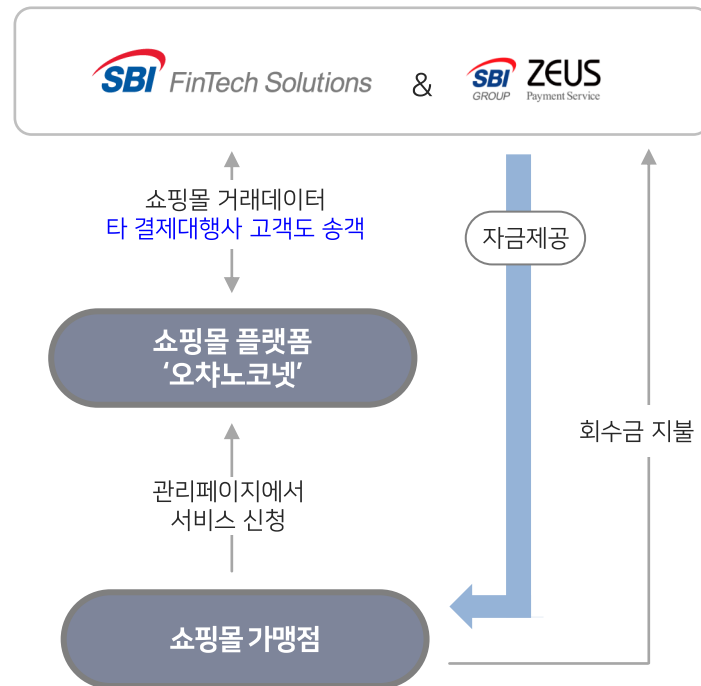 SBI FinTech Solutions & SBI GROUP ZEUS Payment Service
쇼핑몰 거래데이터
타 결제대행사 고객도 송객
자금제공
쇼핑몰 플랫폼
‘오챠노코넷’
회수금 지불
관리페이지에서
서비스 신청
쇼핑몰 가맹점